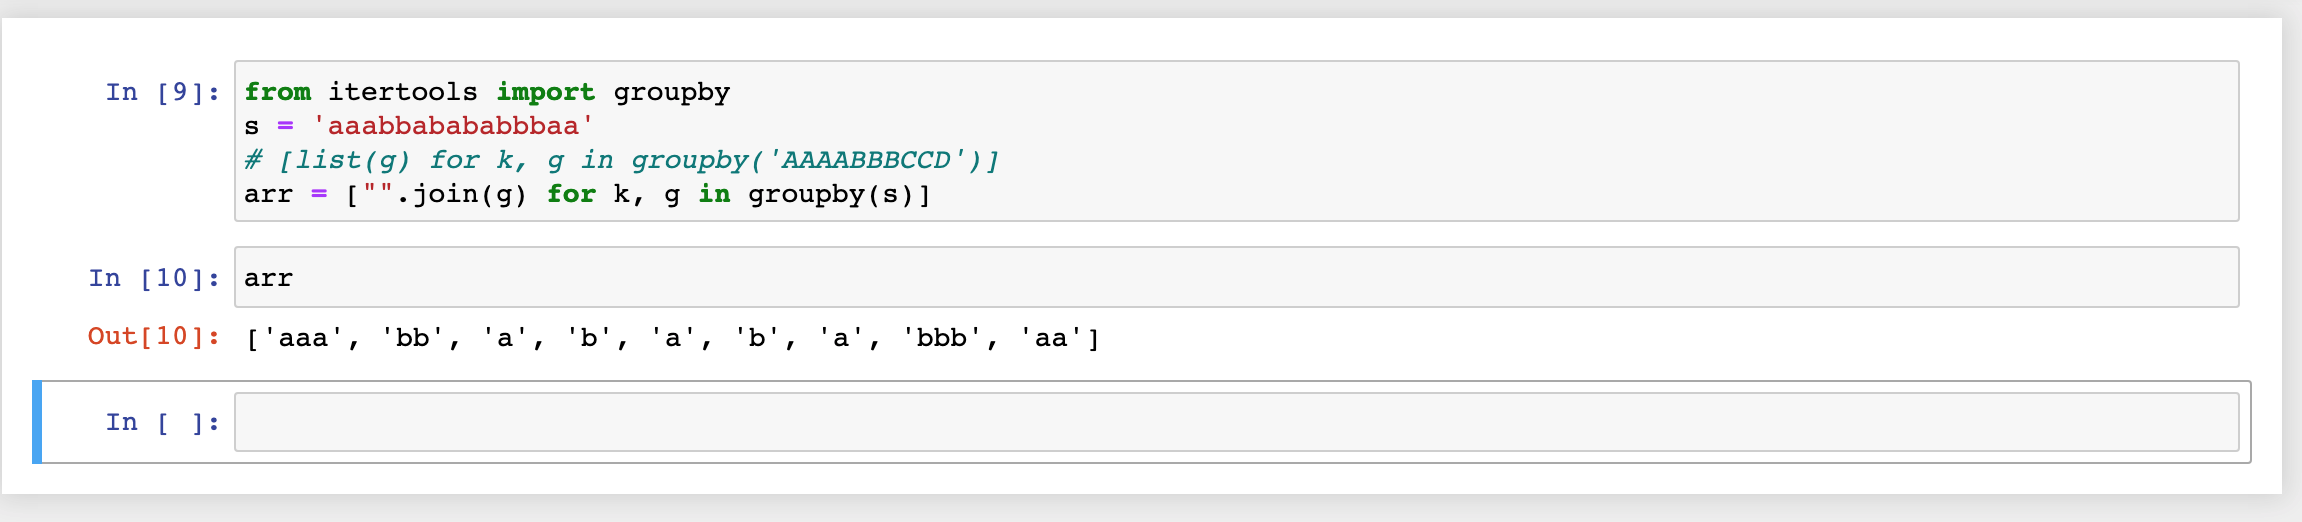 In [9]: from itertools import groupby
s = 'aaabbabababbbaa'
# [list(g) for k, g in groupby('AAAABBBCCD')]
arr = ["".join(g) for k, g in groupby(s)]
In [10]: arr
Out[10]: ['aaa', 'bb', 'a', 'b', 'a', 'b', 'a', 'bbb', 'aa']
In [ ]: